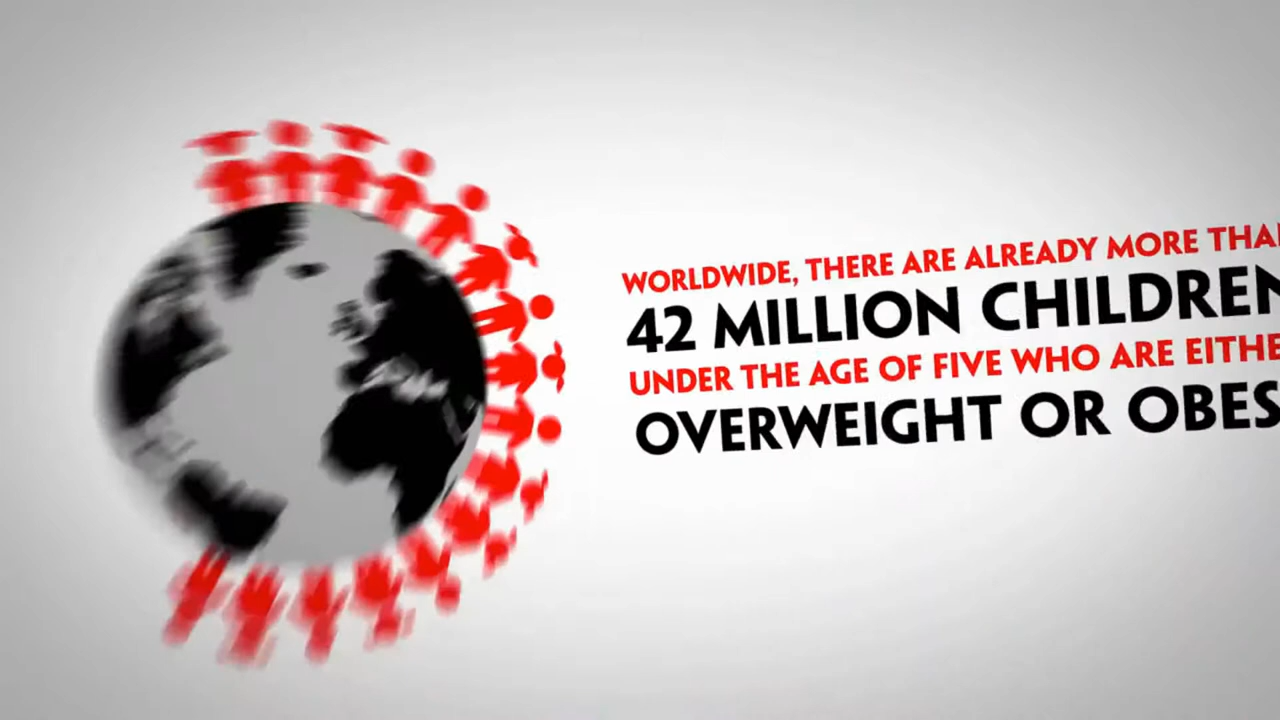 WORLDWIDE, THERE ARE ALREADY MORE THAN
42 MILLION CHILDREN
UNDER THE AGE OF FIVE WHO ARE EITHE
OVERWEIGHT OR OBES